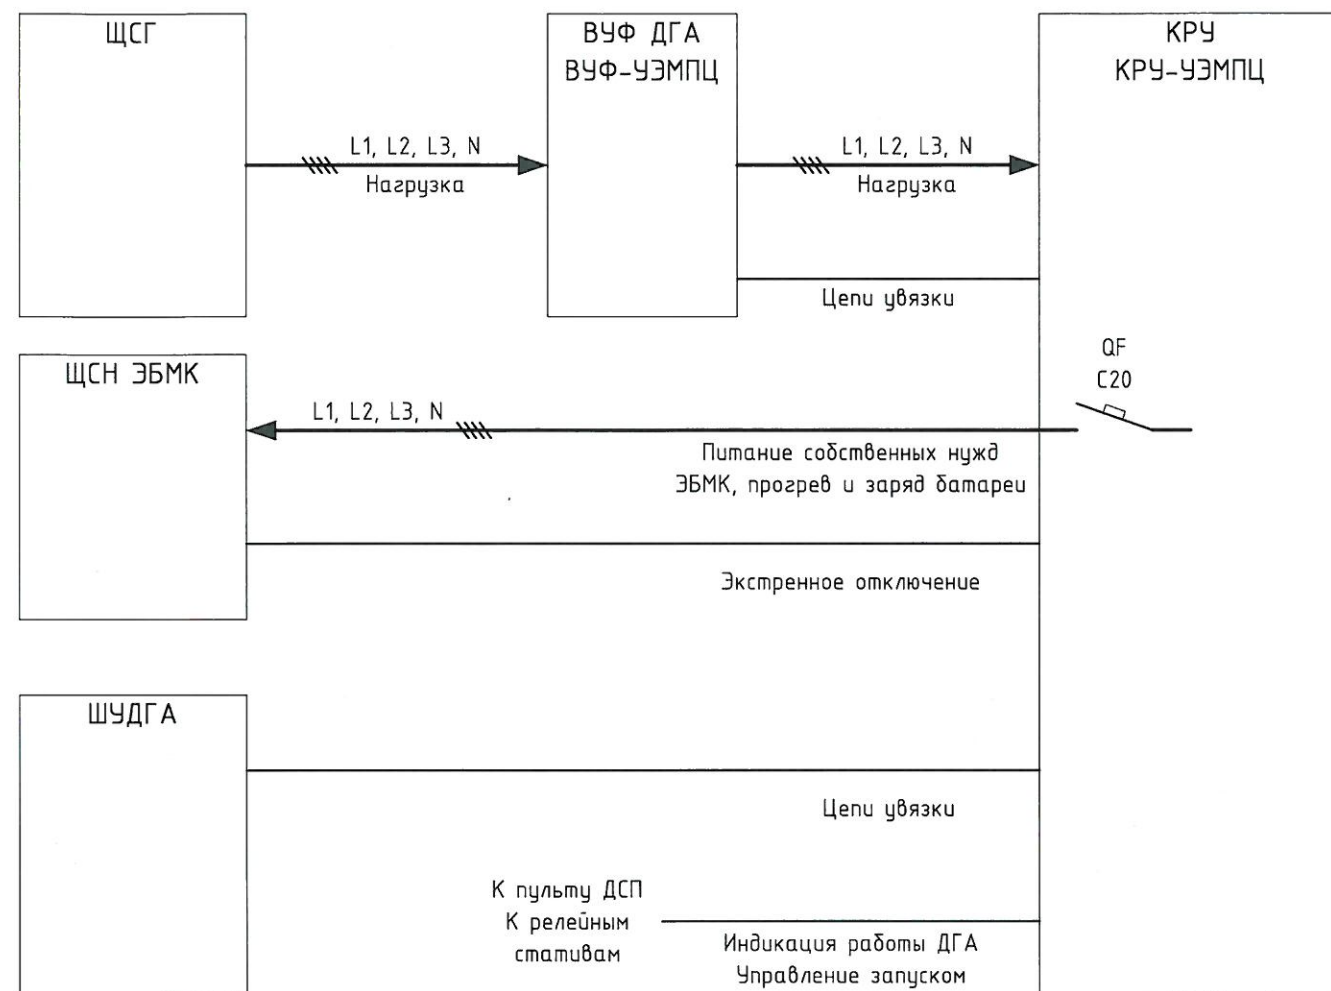 ЩСГ
ВУФ ДГА
ВУФ-УЭМПЦ
КРУ
КРУ-УЭМПЦ
L1, L2, L3, N
Нагрузка
L1, L2, L3, N
Нагрузка
Цепи увязки
ЩСН ЭБМК
QF
C20
L1, L2, L3, N
Питание собственных нужд
ЭБМК, прогрев и заряд батареи
Экстренное отключение
ШУДГА
Цепи увязки
К пульту ДСП
К релейным
стативам
Индикация работы ДГА
Управление запуском